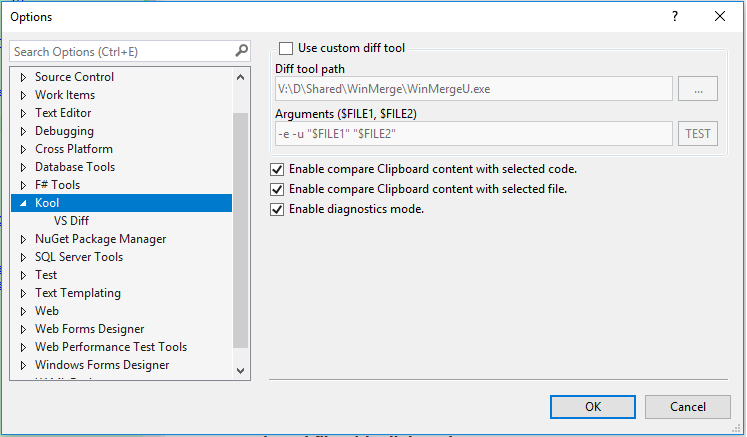 Options
Search Options (Ctrl+E)
Source Control
Work Items
Text Editor
Debugging
Cross Platform
Database Tools
F# Tools
Kool
VS Diff
NuGet Package Manager
SQL Server Tools
Test
Text Templating
Web
Web Forms Designer
Web Performance Test Tools
Windows Forms Designer
Use custom diff tool
Diff tool path
V:\D\Shared\WinMerge\WinMergeU.exe
...
Arguments ($FILE1, $FILE2)
-e -u "$FILE1" "$FILE2"
TEST
Enable compare Clipboard content with selected code.
Enable compare Clipboard content with selected file.
Enable diagnostics mode.
OK
Cancel